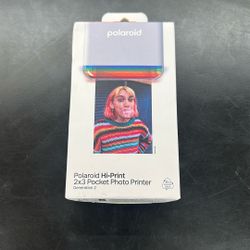 polaroid
Polaroid Hi-Print
2x3 Pocket Photo Printer
Generation 2